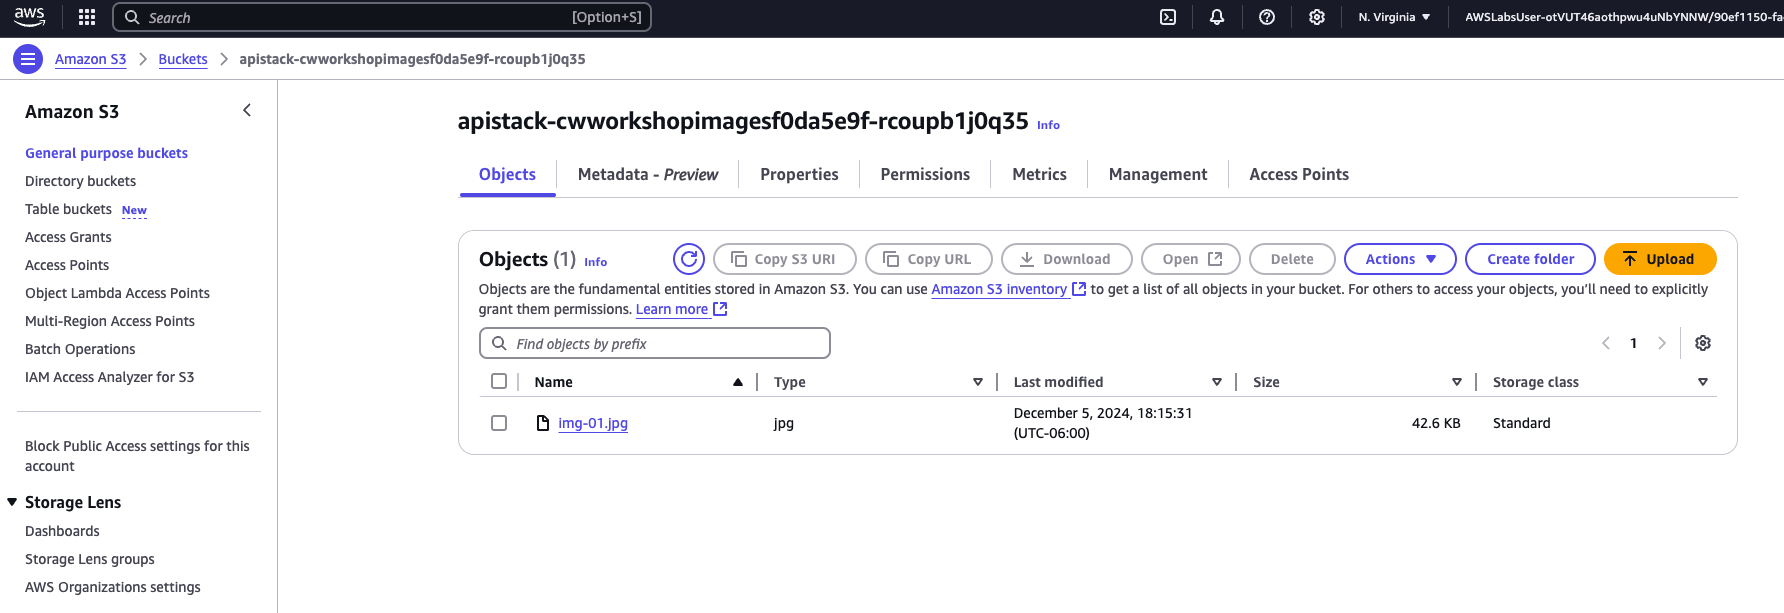 aws
Search [Option+S]
N. Virginia
AWSLabsUser-otVUT46aothpwu4uNbYNNW/90ef1150-fa
Amazon S3 > Buckets > apistack-cwworkshopimagesf0da5e9f-rcoupb1j0q35
Amazon S3
General purpose buckets
Directory buckets
Table buckets New
Access Grants
Access Points
Object Lambda Access Points
Multi-Region Access Points
Batch Operations
IAM Access Analyzer for S3
Block Public Access settings for this
account
Storage Lens
Dashboards
Storage Lens groups
AWS Organizations settings
apistack-cwworkshopimagesf0da5e9f-rcoupb1j0q35 Info
Objects
Metadata - Preview
Properties
Permissions
Metrics
Management
Access Points
Objects (1) Info
Copy S3 URI
Copy URL
Download
Open
Delete
Actions
Create folder
Upload
Objects are the fundamental entities stored in Amazon S3. You can use Amazon S3 inventory to get a list of all objects in your bucket. For others to access your objects, you'll need to explicitly
grant them permissions. Learn more
Find objects by prefix
1
Name Type Last modified Size Storage class
img-01.jpg jpg December 5, 2024, 18:15:31 (UTC-06:00) 42.6 KB Standard